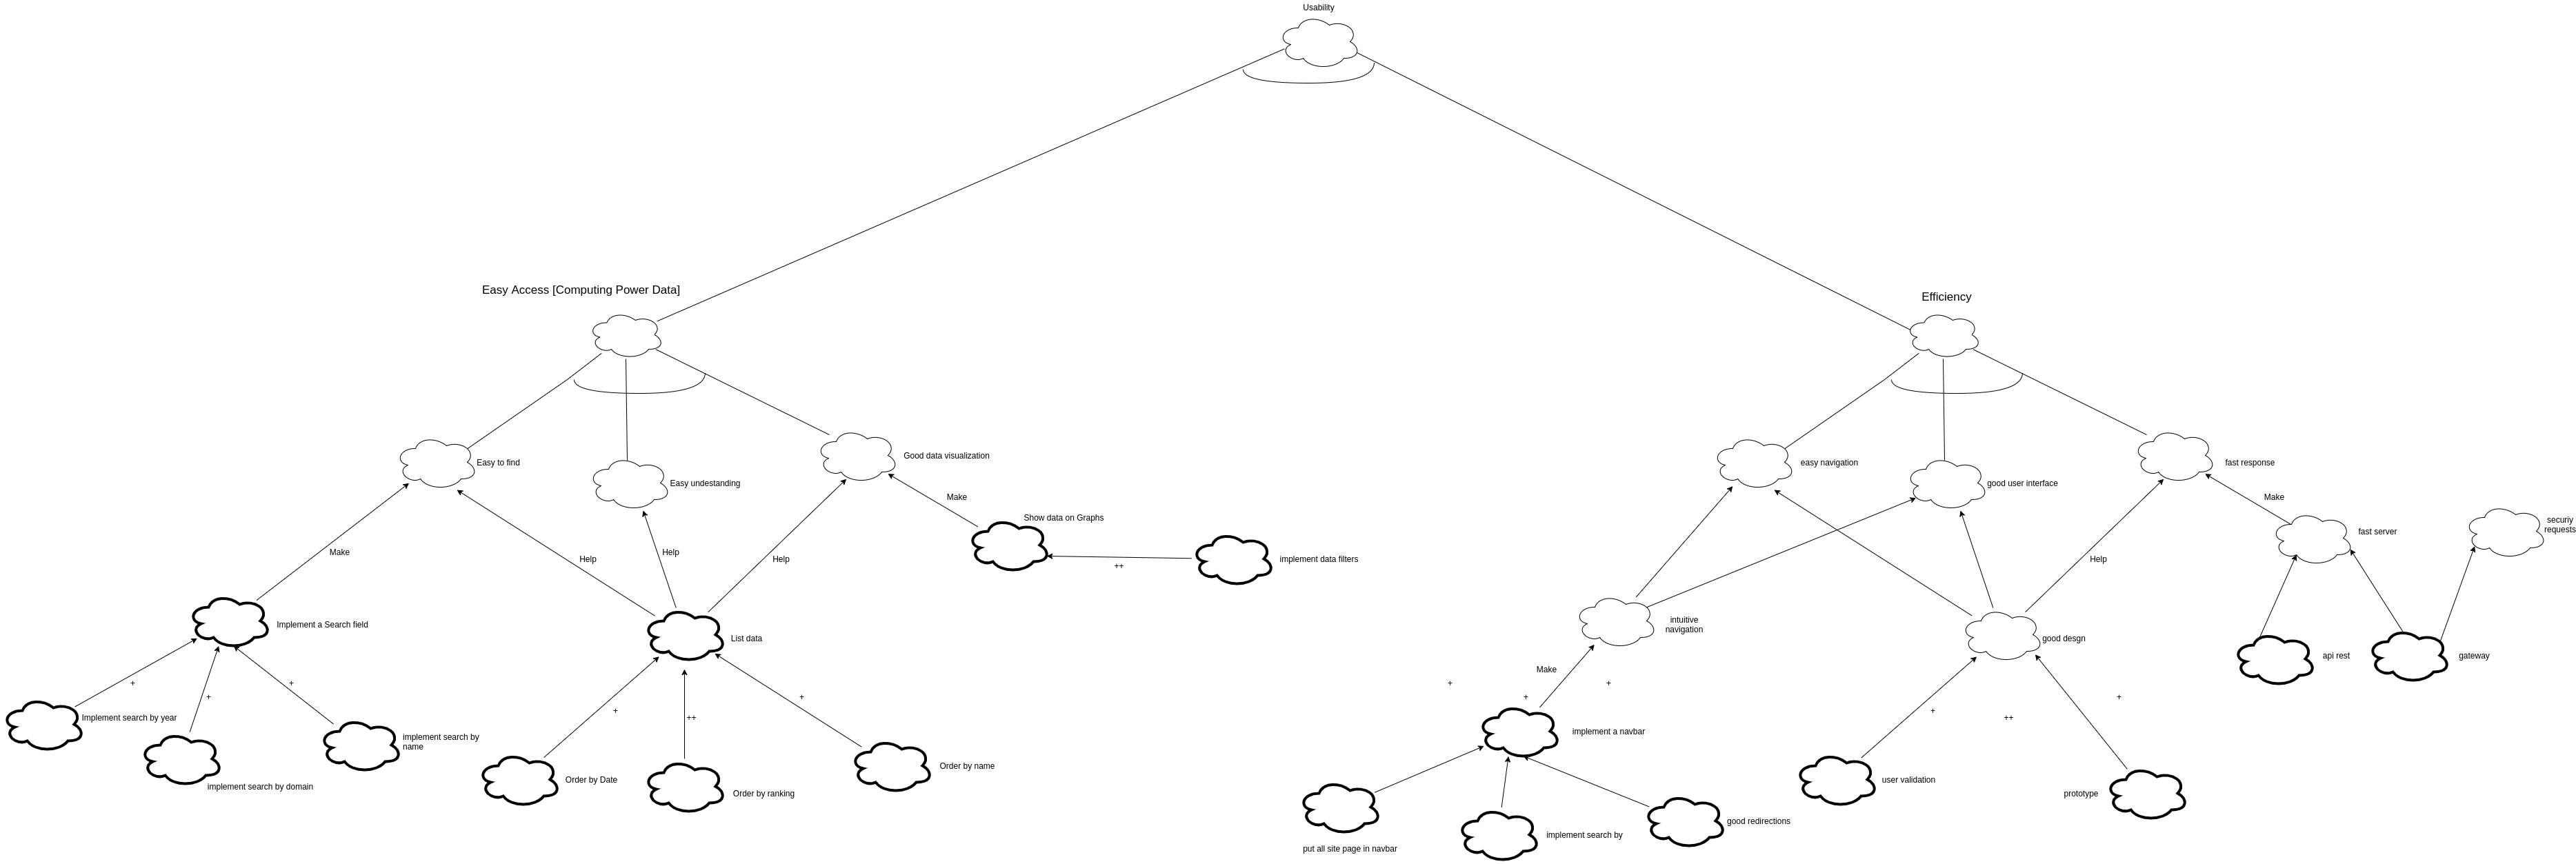 Usability
Easy Access [Computing Power Data]
Efficiency
Easy to find
Easy undestanding
Good data visualization
easy navigation
good user interface
fast response
Make
Show data on Graphs
Make
securiy
requests
fast server
Make
Help
Help
Help
++
implement data filters
Help
Implement a Search field
List data
intuitive
navigation
good desgn
api rest
gateway
Make
+
+
+
+
+
+
+
+
+
+
++
+
++
+
Implement search by year
implement search by
name
implement search by domain
Order by Date
Order by ranking
Order by name
implement a navbar
user validation
prototype
put all site page in navbar
implement search by
good redirections